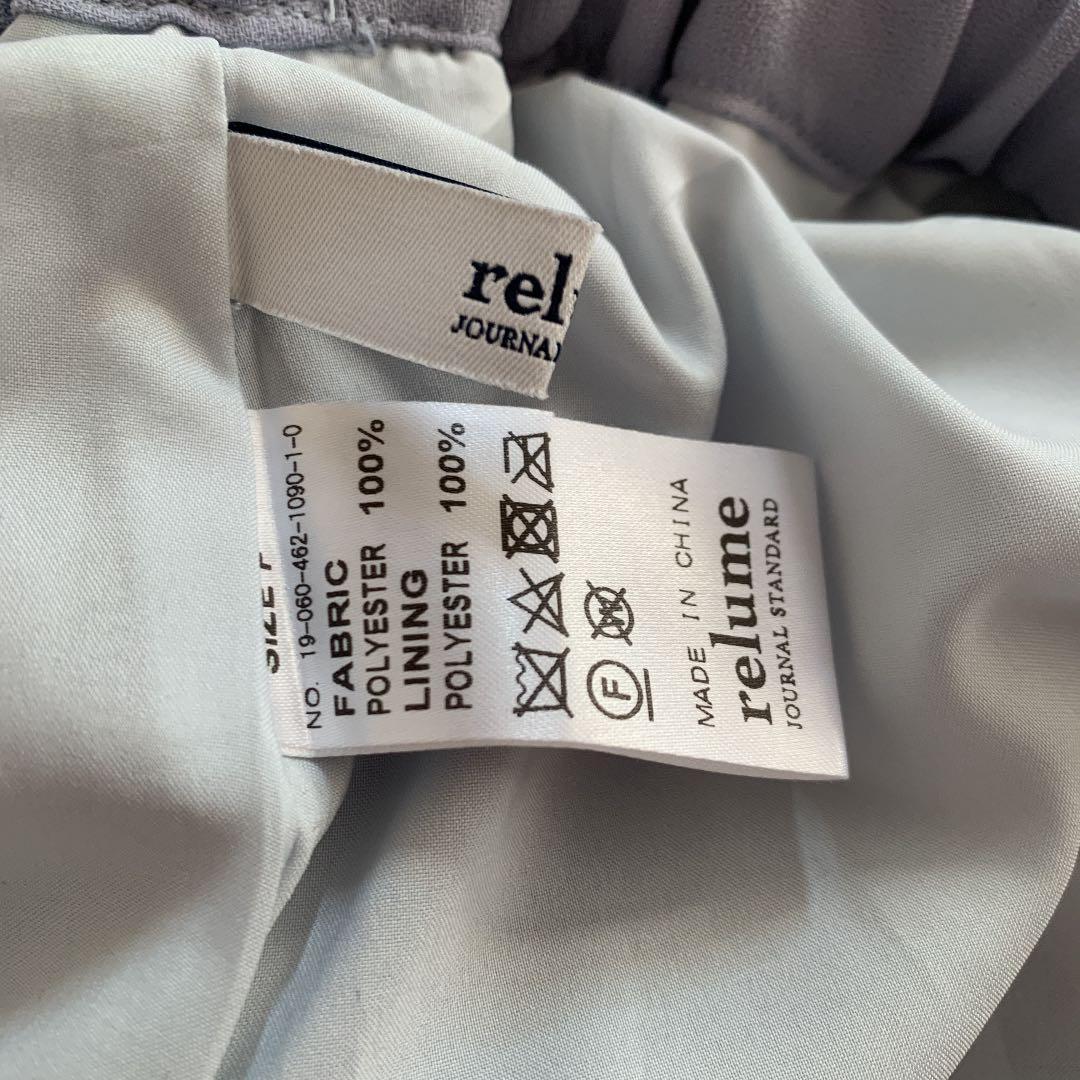 rel
JOURNAL
SIZE F
NO. 19-060-462-1090-1-0
FABRIC
POLYESTER 100%
LINING
POLYESTER 100%
F
W
MADE IN CHINA
relume
JOURNAL STANDARD